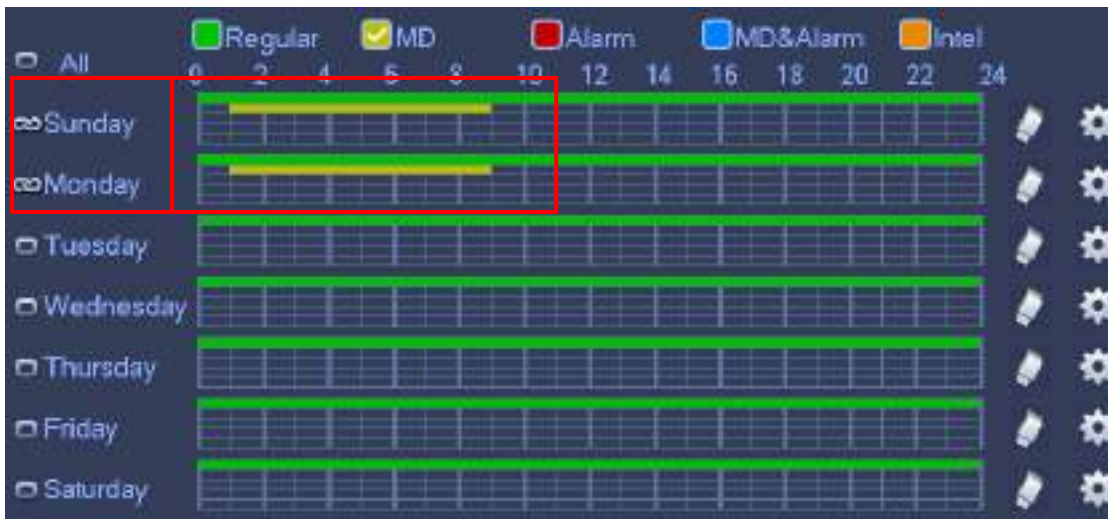 Regular MD Alarm MD&Alarm Intel
All
0 2 4 6 8 10 12 14 16 18 20 22 24
Sunday
Monday
Tuesday
Wednesday
Thursday
Friday
Saturday